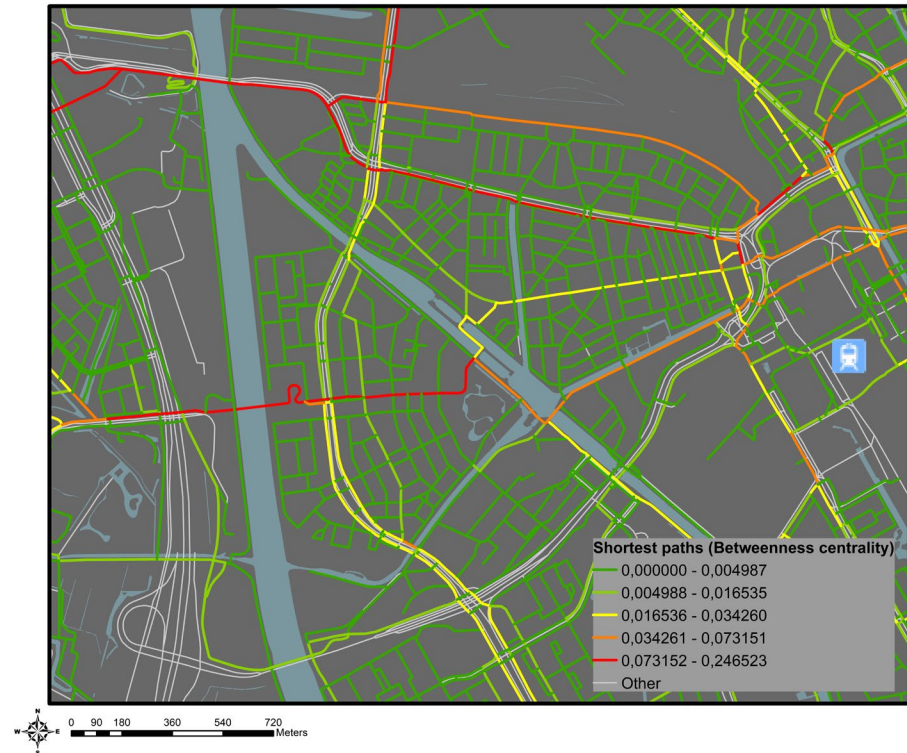 Shortest paths (Betweenness centrality)
0,000000 - 0,004987
0,004988 - 0,016535
0,016536 - 0,034260
0,034261 - 0,073151
0,073152 - 0,246523
Other
N
W E
S
0 90 180 360 540 720
Meters